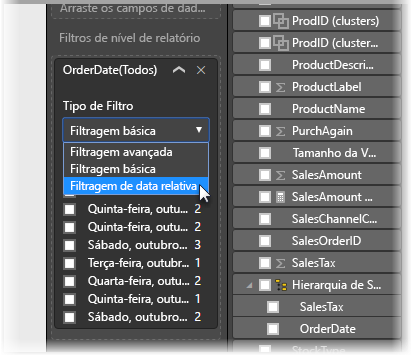 Arraste os campos de dad...
Filtros de nível de relatório
OrderDate(Todos)
Tipo de Filtro
Filtragem básica
Filtragem avançada
Filtragem básica
Filtragem de data relativa
Quinta-feira, outu... 2
Quinta-feira, outu... 2
Sábado, outubro... 3
Terça-feira, outub... 1
Quarta-feira, outu... 2
Quinta-feira, outu... 1
Sábado, outubro... 2
ProdID (clusters)
ProdID (cluster...
ProductDescri...
ProductLabel
ProductName
PurchAgain
Tamanho da V...
SalesAmount
SalesAmount ...
SalesChannelC...
SalesOrderID
SalesTax
Hierarquia de S...
SalesTax
OrderDate
StockType